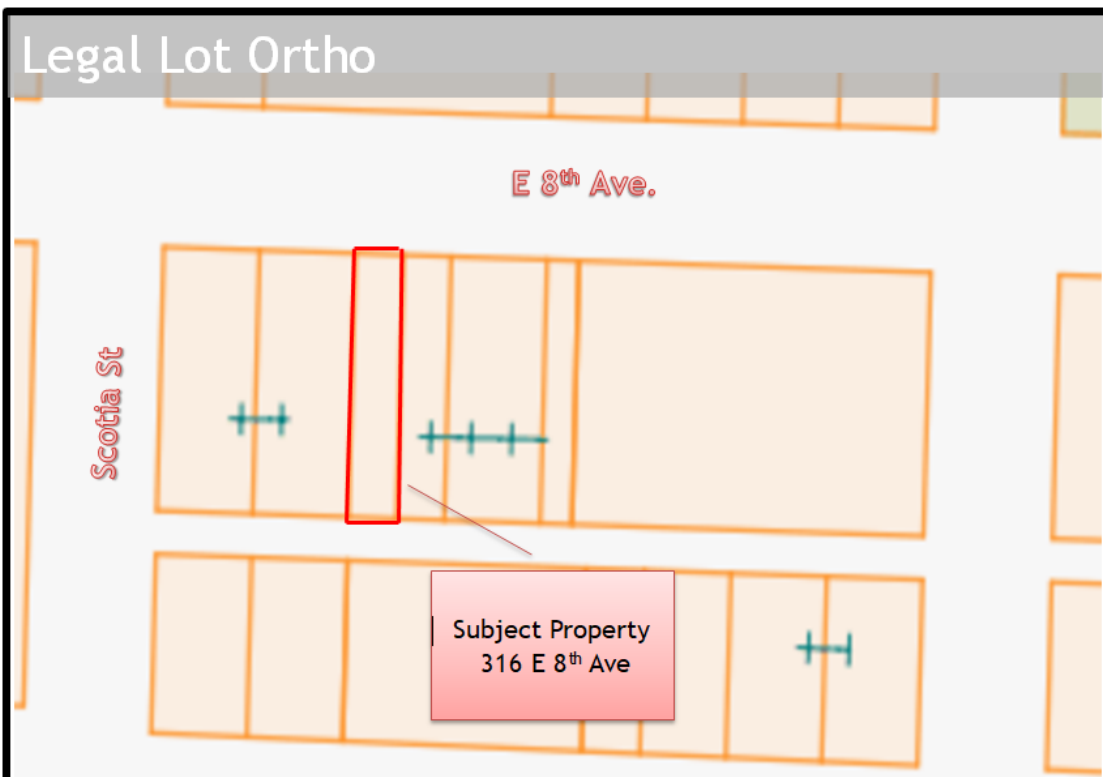 Legal Lot Ortho
E 8th Ave.
Scotia St
Subject Property
316 E 8th Ave